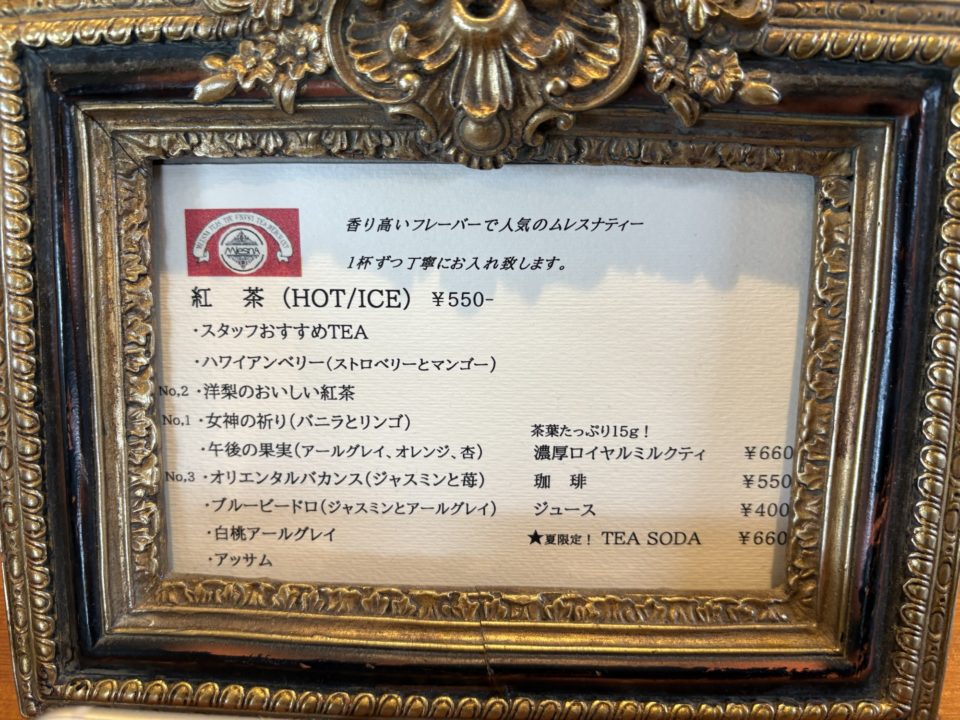 Mlesna
香り高いフレーバーで人気のムレスナティー
1杯ずつ丁寧にお入れ致します。
紅 茶（HOT/ICE） ￥550-
・スタッフおすすめTEA
・ハワイアンベリー（ストロベリーとマンゴー）
No,2 ・洋梨のおいしい紅茶
No,1 ・女神の祈り（バニラとリンゴ）
・午後の果実（アールグレイ、オレンジ、杏）
No,3 ・オリエンタルバカンス（ジャスミンと苺）
・ブルービードロ（ジャスミンとアールグレイ）
・白桃アールグレイ
・アッサム
茶葉たっぷり15g！
濃厚ロイヤルミルクティ ￥660
珈 琲 ￥550
ジュース ￥400
★夏限定！ TEA SODA ￥660